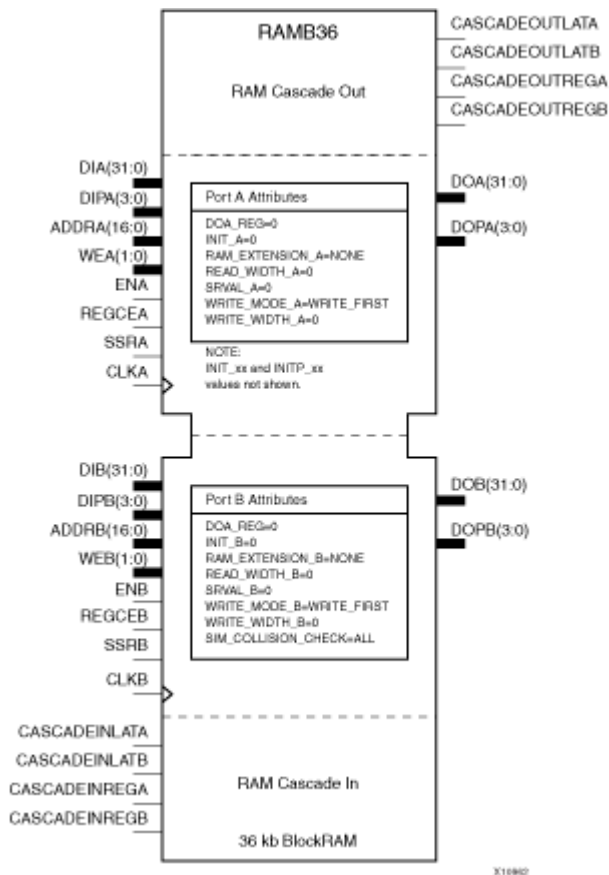 RAMB36
CASCADEOUTLATA
CASCADEOUTLATB
RAM Cascade Out
CASCADEOUTREGA
CASCADEOUTREGB
DIA(31:0)
DIPA(3:0)
ADDRA(16:0)
WEA(1:0)
ENA
REGCEA
SSRA
CLKA
Port A Attributes
DOA_REG=0
INIT_A=0
RAM_EXTENSION_A=NONE
READ_WIDTH_A=0
SRVAL_A=0
WRITE_MODE_A=WRITE_FIRST
WRITE_WIDTH_A=0
NOTE:
INIT_xx and INITP_xx
values not shown.
DOA(31:0)
DOPA(3:0)
DIB(31:0)
DIPB(3:0)
ADDRB(16:0)
WEB(1:0)
ENB
REGCEB
SSRB
CLKB
Port B Attributes
DOA_REG=0
INIT_B=0
RAM_EXTENSION_B=NONE
READ_WIDTH_B=0
SRVAL_B=0
WRITE_MODE_B=WRITE_FIRST
WRITE_WIDTH_B=0
SIM_COLLISION_CHECK=ALL
DOB(31:0)
DOPB(3:0)
CASCADEINLATA
CASCADEINLATB
CASCADEINREGA
CASCADEINREGB
RAM Cascade In
36 kb BlockRAM